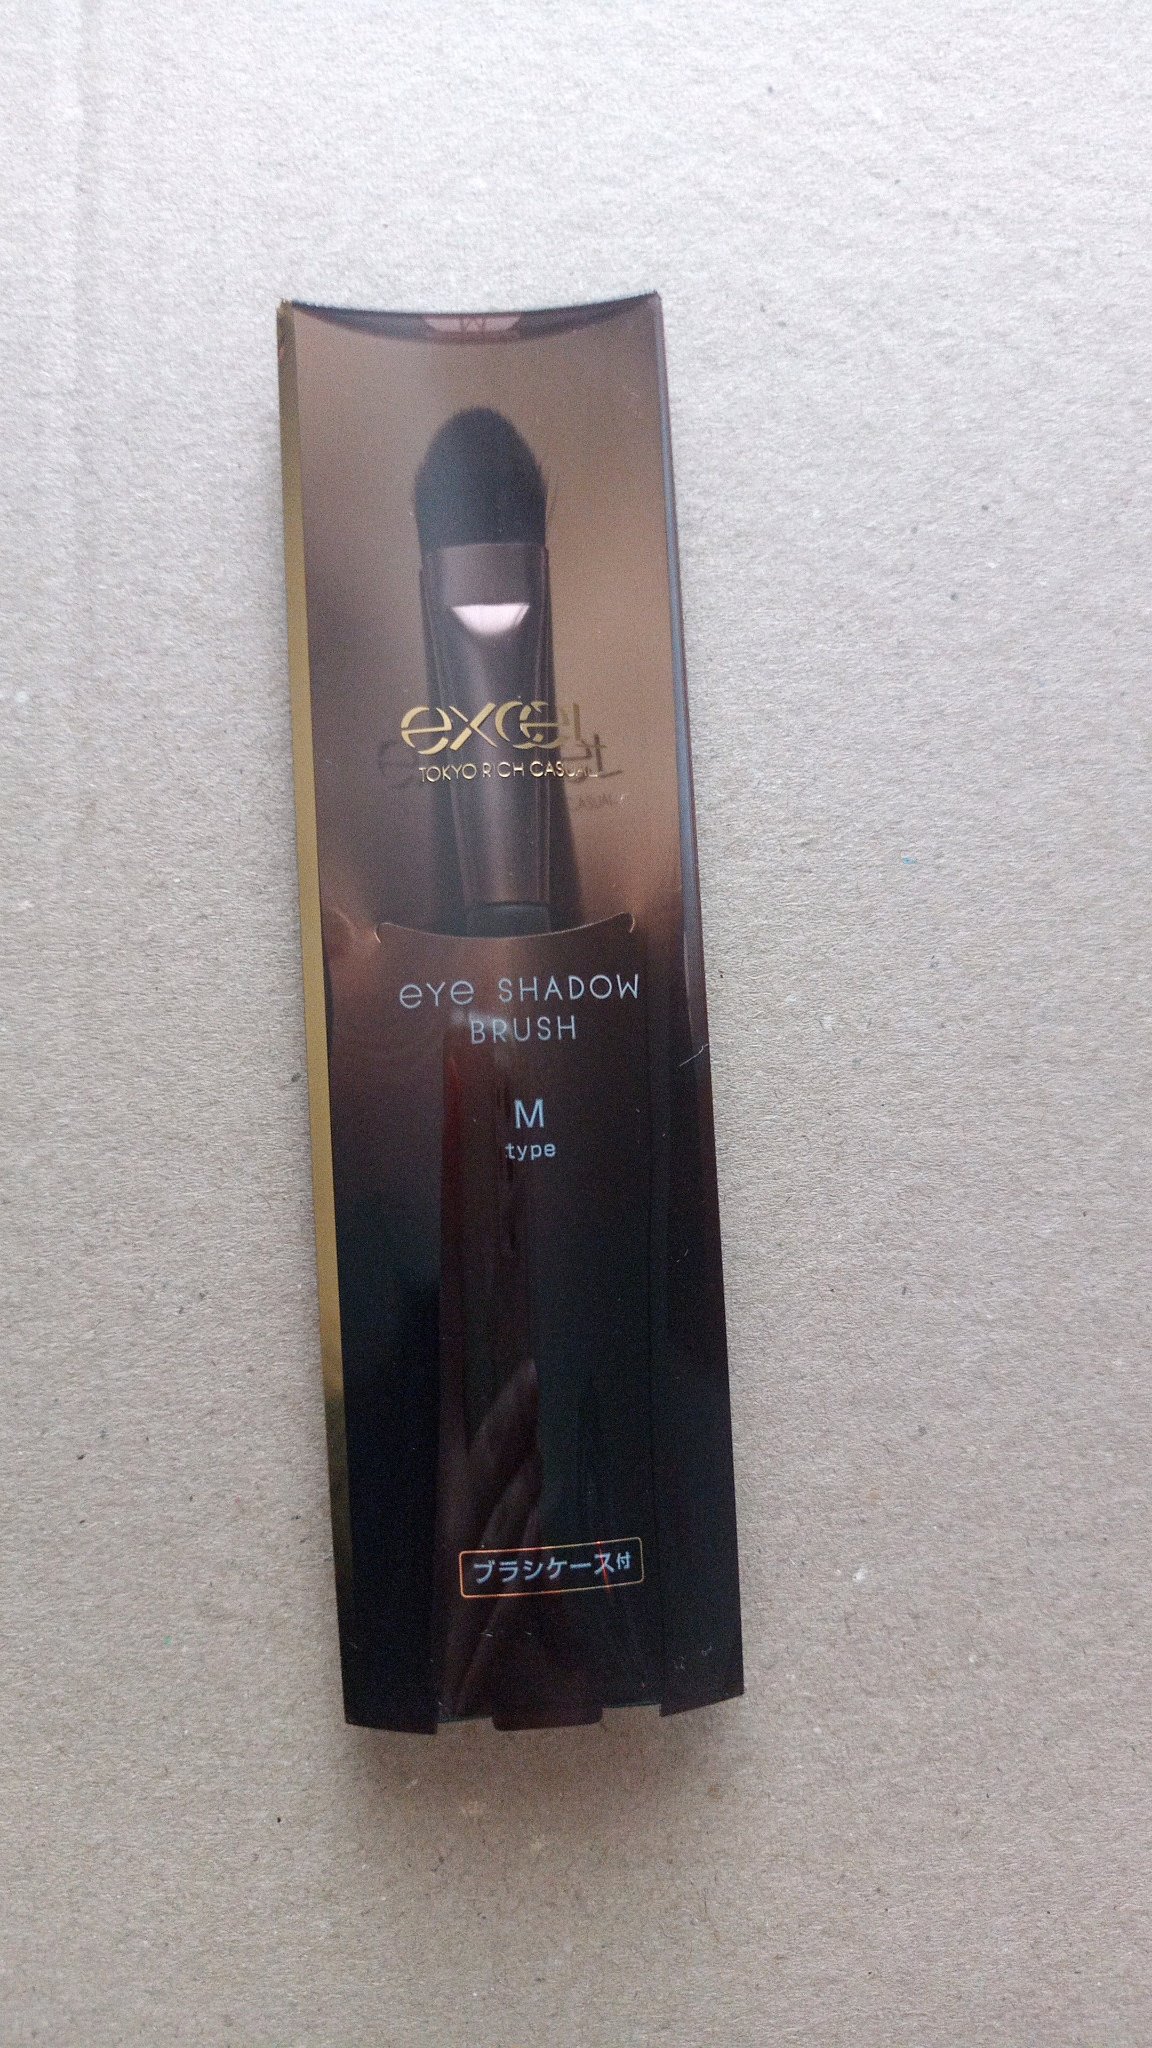 excel
TOKYO RICH CASUAL
eye SHADOW
BRUSH
M
type
ブラシケース付